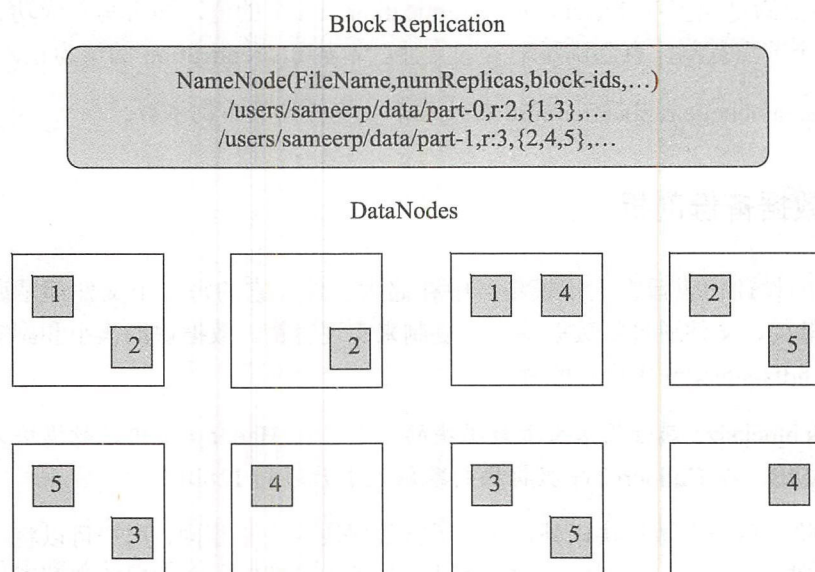 Block Replication
NameNode(FileName,numReplicas,block-ids,…)
/users/sameerp/data/part-0,r:2,{1,3},…
/users/sameerp/data/part-1,r:3,{2,4,5},…
DataNodes
1
2
2
1 4
2
5
5
3
4
3
5
4